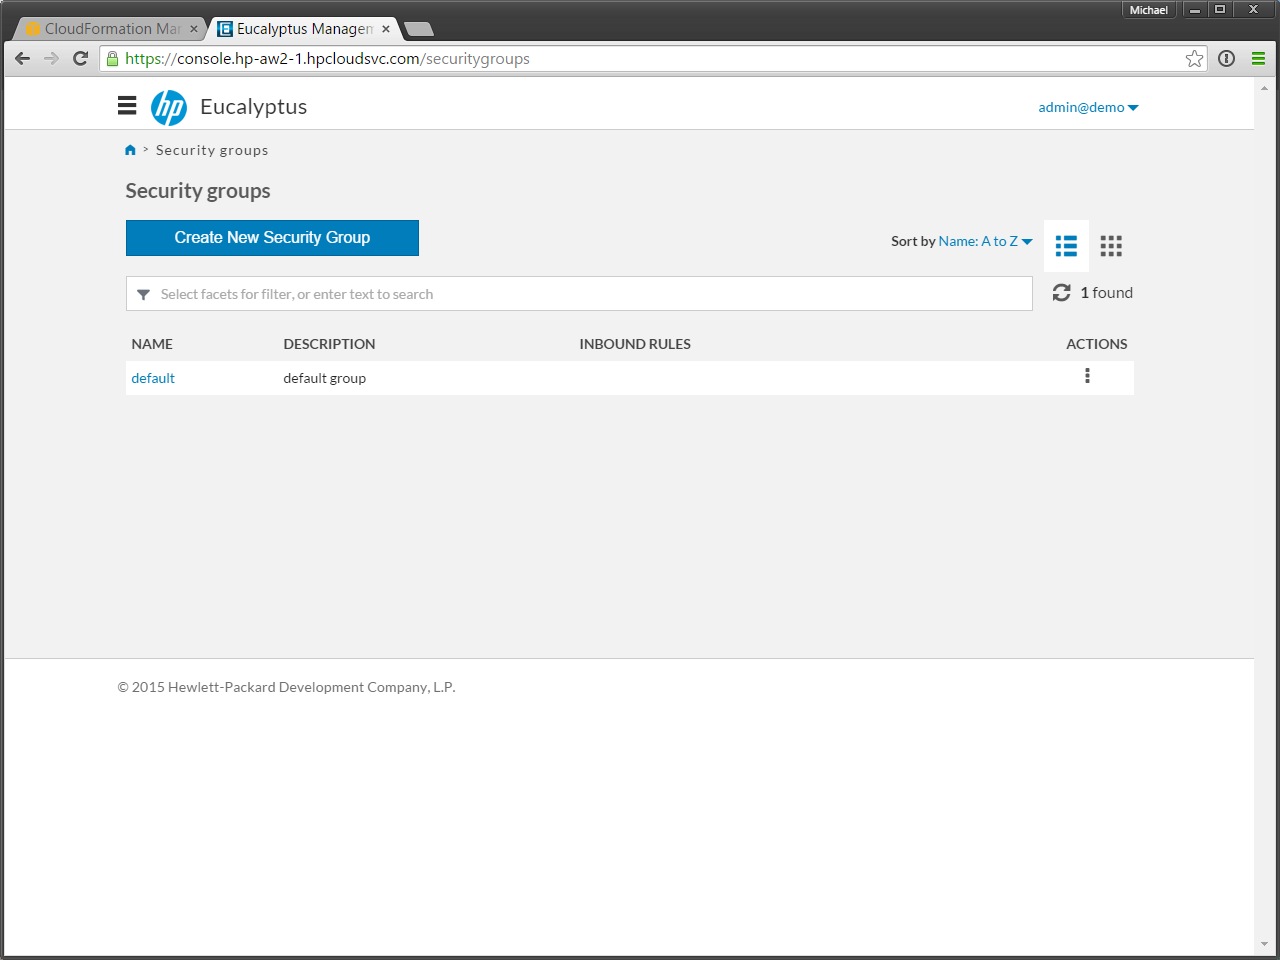 Michael
CloudFormation Ma
Eucalyptus Managem
https://console.hp-aw2-1.hpcloudsvc.com/securitygroups
hp Eucalyptus
admin@demo
> Security groups
Security groups
Create New Security Group
Sort by Name: A to Z
Select facets for filter, or enter text to search
1 found
NAME DESCRIPTION INBOUND RULES ACTIONS
default default group
© 2015 Hewlett-Packard Development Company, L.P.